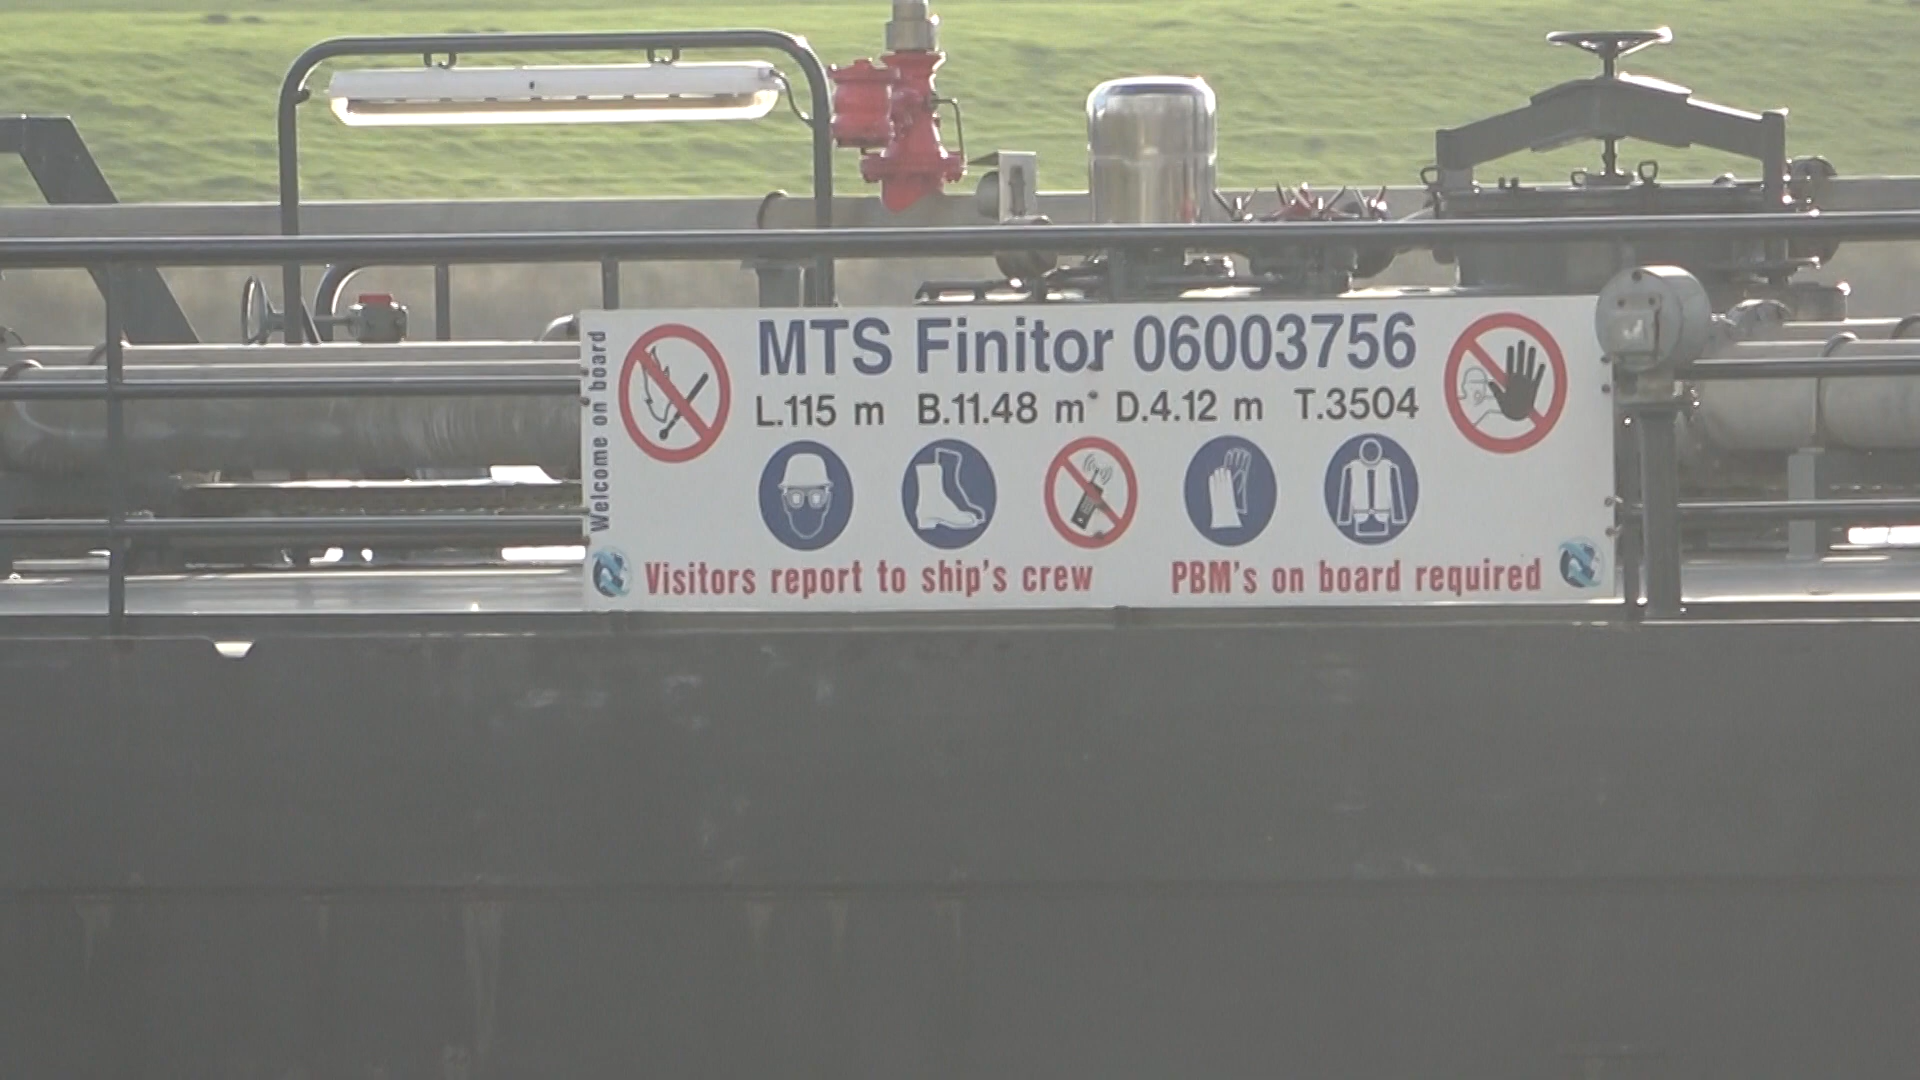 Welcome on board
MTS Finitor 06003756
L.115 m B.11.48 m D.4.12 m T.3504
Visitors report to ship's crew PBM's on board required